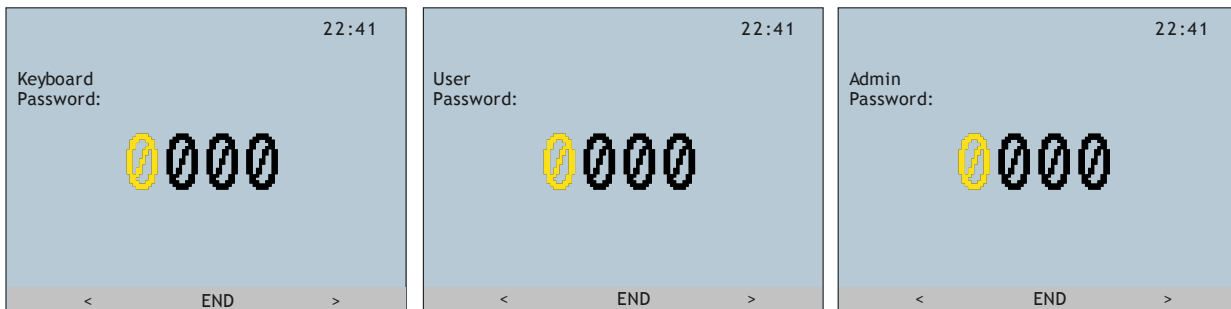 22:41
Keyboard
Password:
0000
< END >
22:41
User
Password:
0000
< END >
22:41
Admin
Password:
0000
< END >